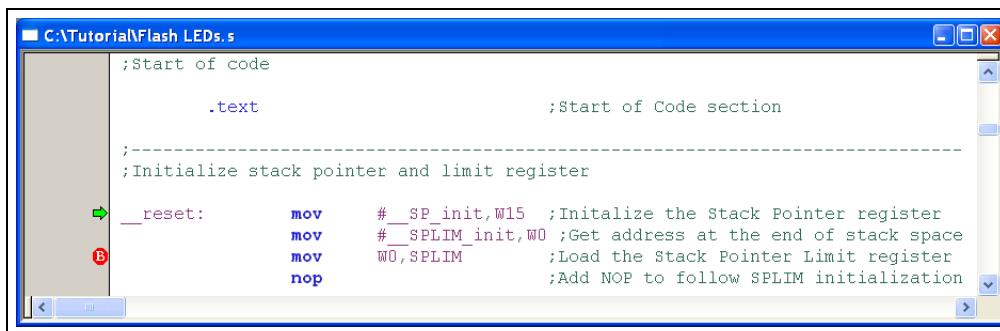 C:\Tutorial\Flash LEDs.s
;Start of code
.text ;Start of Code section
;------------------------------------------------------------------------------
;Initialize stack pointer and limit register
__reset: mov #__SP_init,W15 ;Initalize the Stack Pointer register
mov #__SPLIM_init,W0 ;Get address at the end of stack space
B mov W0,SPLIM ;Load the Stack Pointer Limit register
nop ;Add NOP to follow SPLIM initialization